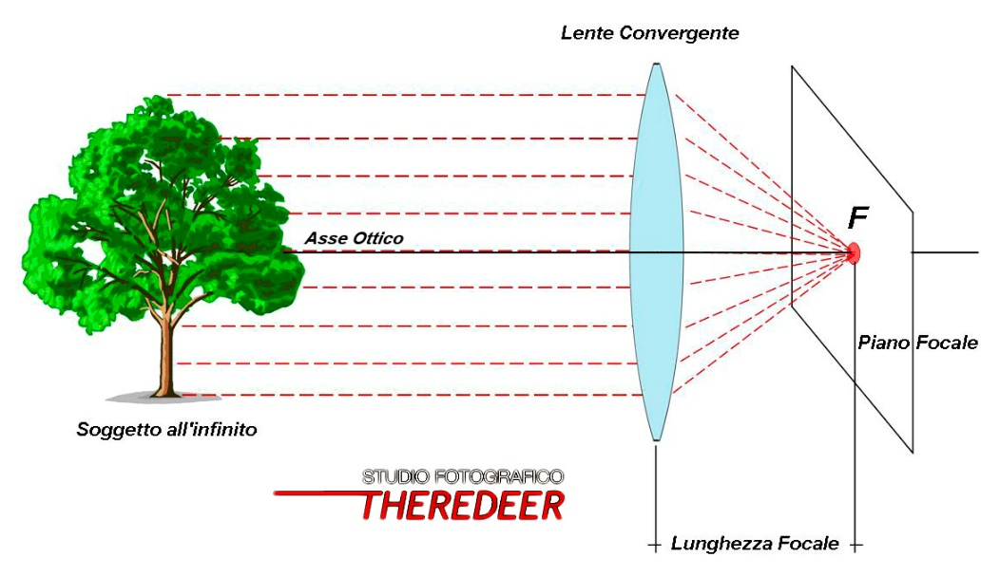 Lente Convergente
F
Asse Ottico
Piano Focale
Soggetto all'infinito
STUDIO FOTOGRAFICO
THEREDEER
Lunghezza Focale